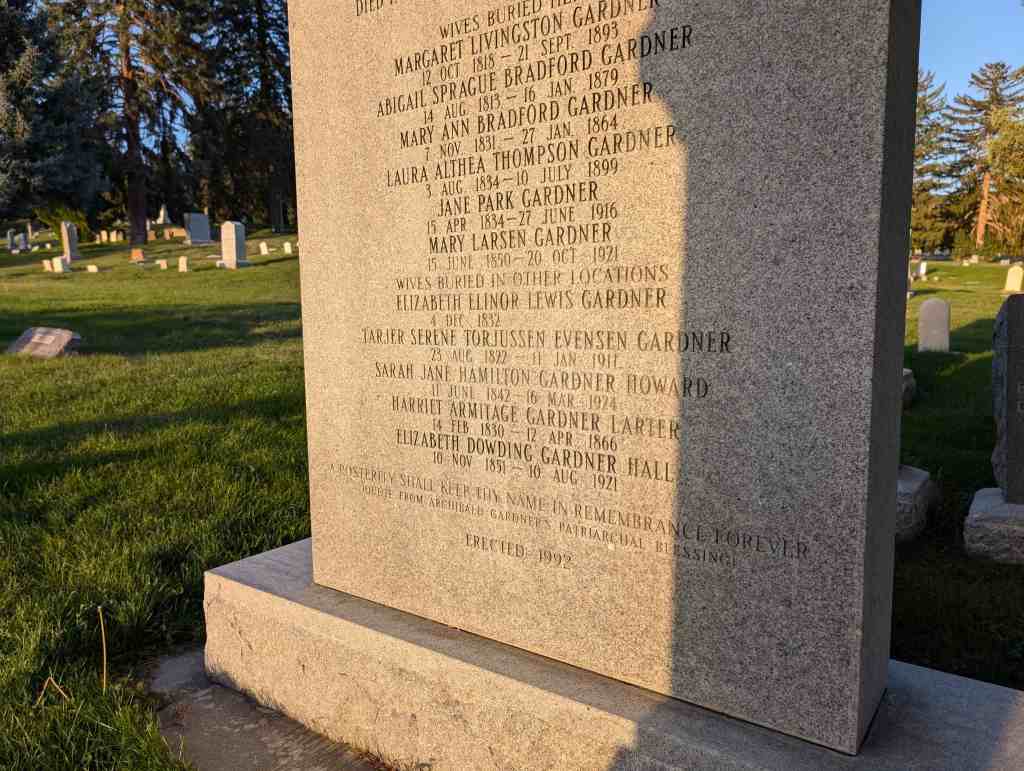 DIED
WIVES BURIED HERE
MARGARET LIVINGSTON GARDNER
12 OCT 1818 – 21 SEPT. 1893
ABIGAIL SPRAGUE BRADFORD GARDNER
14 AUG. 1813 – 16 JAN. 1879
MARY ANN BRADFORD GARDNER
7 NOV. 1831 – 27 JAN. 1864
LAURA ALTHEA THOMPSON GARDNER
3 AUG. 1834 – 10 JULY 1899
JANE PARK GARDNER
15 APR 1834 – 27 JUNE 1916
MARY LARSEN GARDNER
15 JUNE 1850 – 20 OCT 1921
WIVES BURIED IN OTHER LOCATIONS
ELIZABETH ELINOR LEWIS GARDNER
4 DEC 1832
TARJER SERENE TORJUSSEN EVENSEN GARDNER
23 AUG 1822 – 11 JAN 1917
SARAH JANE HAMILTON GARDNER HOWARD
11 JUNE 1842 – 16 MAR 1924
HARRIET ARMITAGE GARDNER LARTER
14 FEB 1830 – 12 APR 1866
ELIZABETH DOWDING GARDNER HALL
10 NOV 1851 – 10 AUG 1921
A POSTERITY SHALL KEEP THY NAME IN REMEMBRANCE FOREVER
(QUOTE FROM ARCHIBALD GARDNER'S PATRIARCHAL BLESSING)
ERECTED: 1992